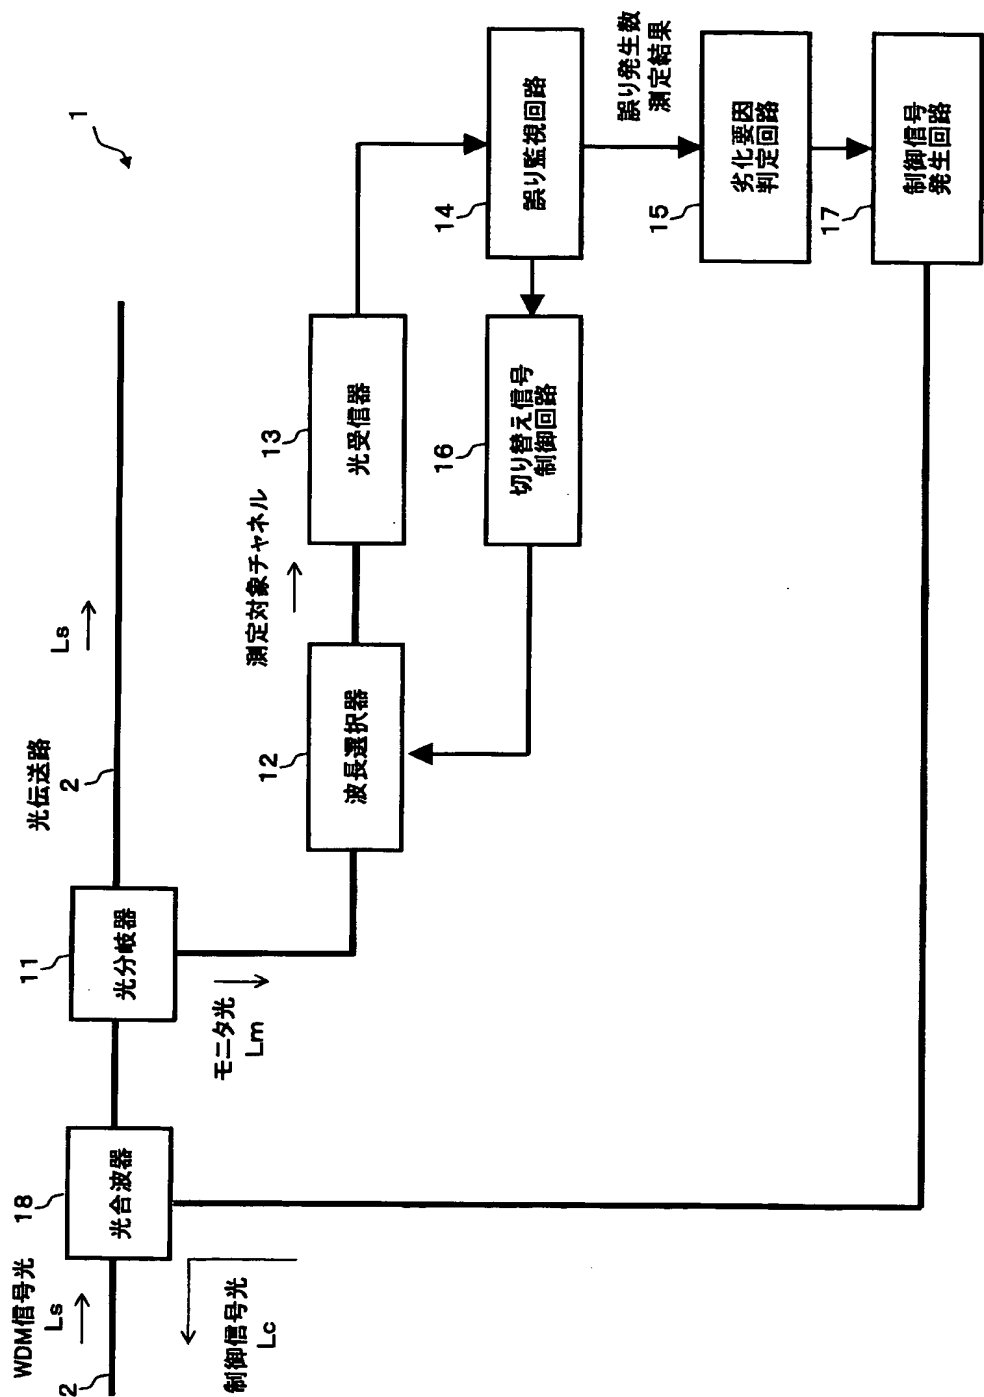 1
WDM信号光
Ls
2
18
光合波器
制御信号光
Lc
11
光分岐器
モニタ光
Lm
光伝送路
2
Ls
12
波長選択器
測定対象チャネル
13
光受信器
14
誤り監視回路
16
切り替え信号
制御回路
誤り発生数
測定結果
15
劣化要因
判定回路
17
制御信号
発生回路